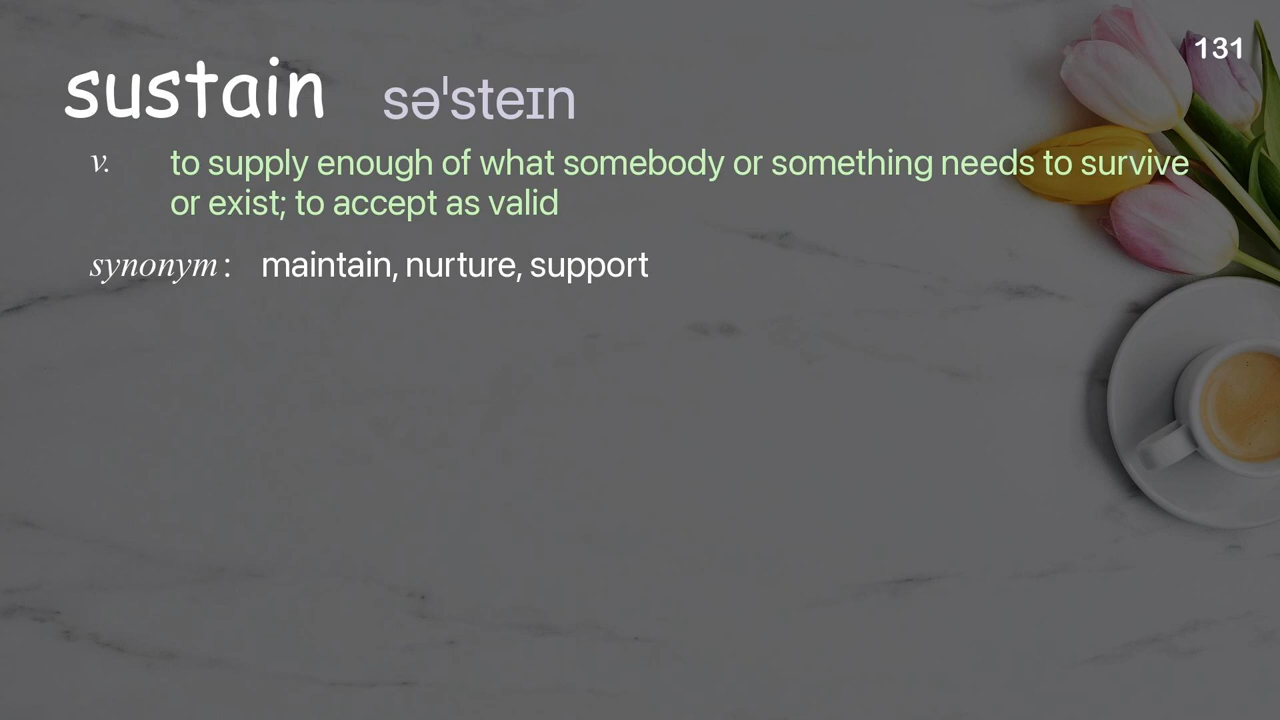 131
sustain səˈsteɪn
v. to supply enough of what somebody or something needs to survive
or exist; to accept as valid
synonym: maintain, nurture, support